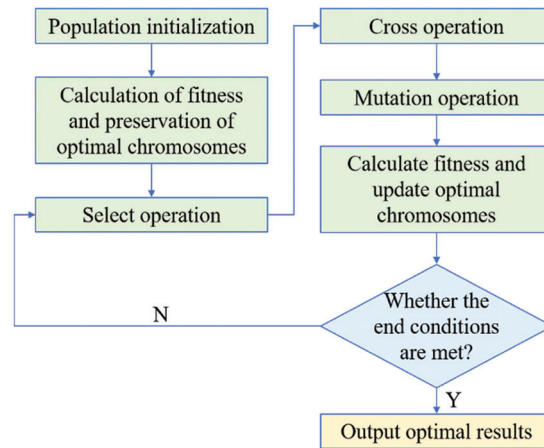 Population initialization
Calculation of fitness
and preservation of
optimal chromosomes
Select operation
Cross operation
Mutation operation
Calculate fitness and
update optimal
chromosomes
Whether the
end conditions
are met?
N
Y
Output optimal results